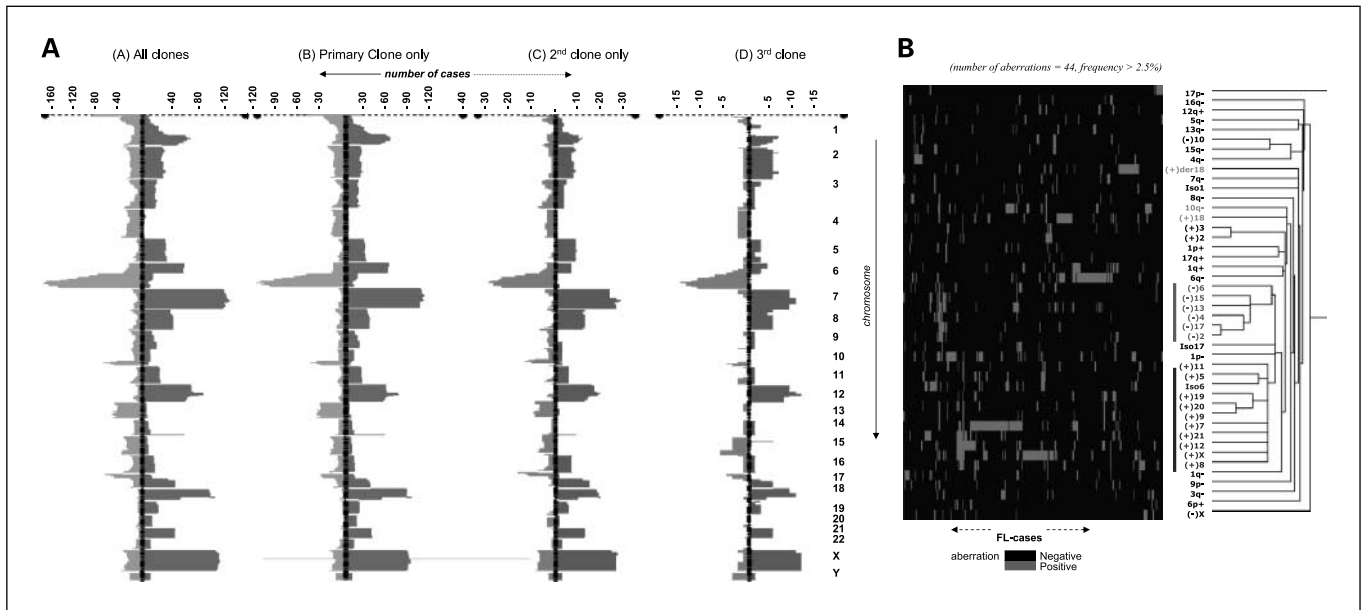 A
(A) All clones
(B) Primary Clone only
(C) 2nd clone only
(D) 3rd clone
number of cases
-160 -120 -80 -40 -40 -80 -120
-120 -90 -60 -30 -30 -60 -90 -120
-40 -30 -20 -10 -10 -20 -30
-15 -5 -5 -15
1
2
3
4
5
6
7
8
9
10
11
12
13
14
15
16
17
18
19
20
21
22
X
Y
chromosome
B
(number of aberrations = 44, frequency > 2.5%)
17p-
16q-
12q+
5q-
13q-
(-)10
15q-
4q-
(+)der18
7q-
Iso1
8q-
10q-
(+)18
(+)3
(+)2
1p+
17q+
1q+
6q-
(-)6
(-)15
(-)13
(-)4
(-)17
(-)2
Iso17
1p-
(+)11
(+)5
Iso6
(+)19
(+)20
(+)9
(+)7
(+)21
(+)12
(+)X
(+)8
1q-
9p-
3q-
6p+
(-)X
FL-cases
aberration Negative
Positive